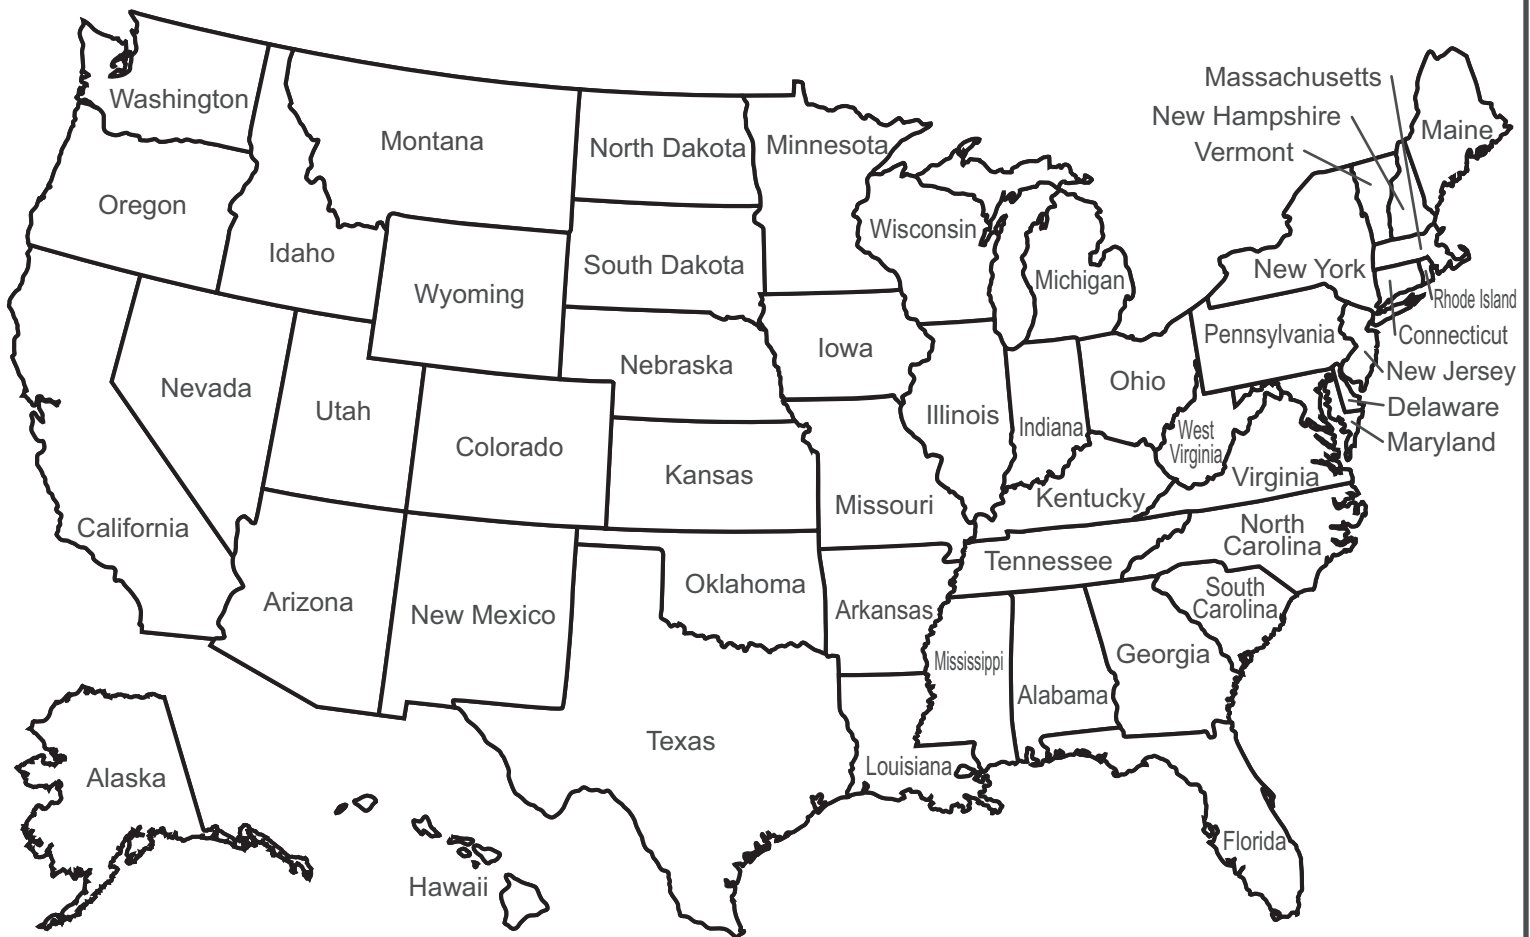 Massachusetts
New Hampshire
Vermont
Maine
Washington
Montana
North Dakota
Minnesota
Oregon
Idaho
Wisconsin
South Dakota
Wyoming
Michigan
New York
Rhode Island
Connecticut
Pennsylvania
New Jersey
Iowa
Nebraska
Nevada
Utah
Ohio
Delaware
Maryland
Illinois
Indiana
West
Virginia
Colorado
Kansas
Virginia
Kentucky
Missouri
California
North
Carolina
Tennessee
Oklahoma
Arizona
New Mexico
Arkansas
South
Carolina
Mississippi
Georgia
Alabama
Texas
Louisiana
Alaska
Florida
Hawaii